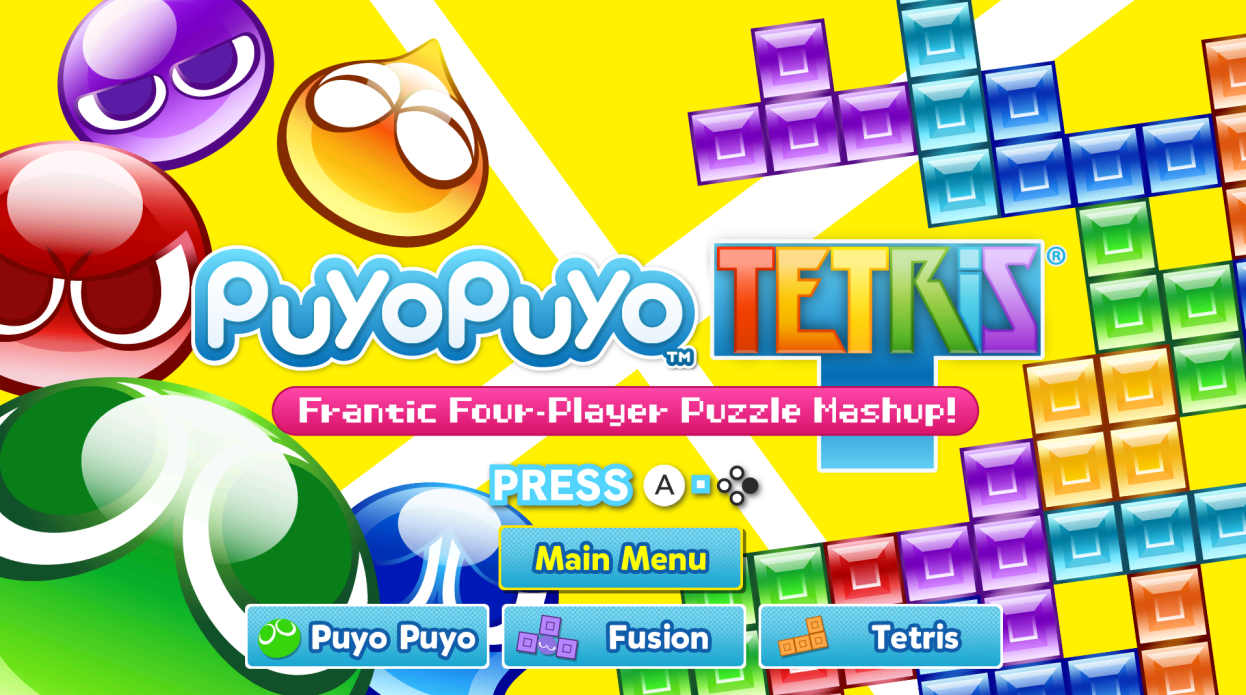 PuyoPuyo™ TETRIS®
Frantic Four-Player Puzzle Mashup!
PRESS A
Main Menu
Puyo Puyo Fusion Tetris